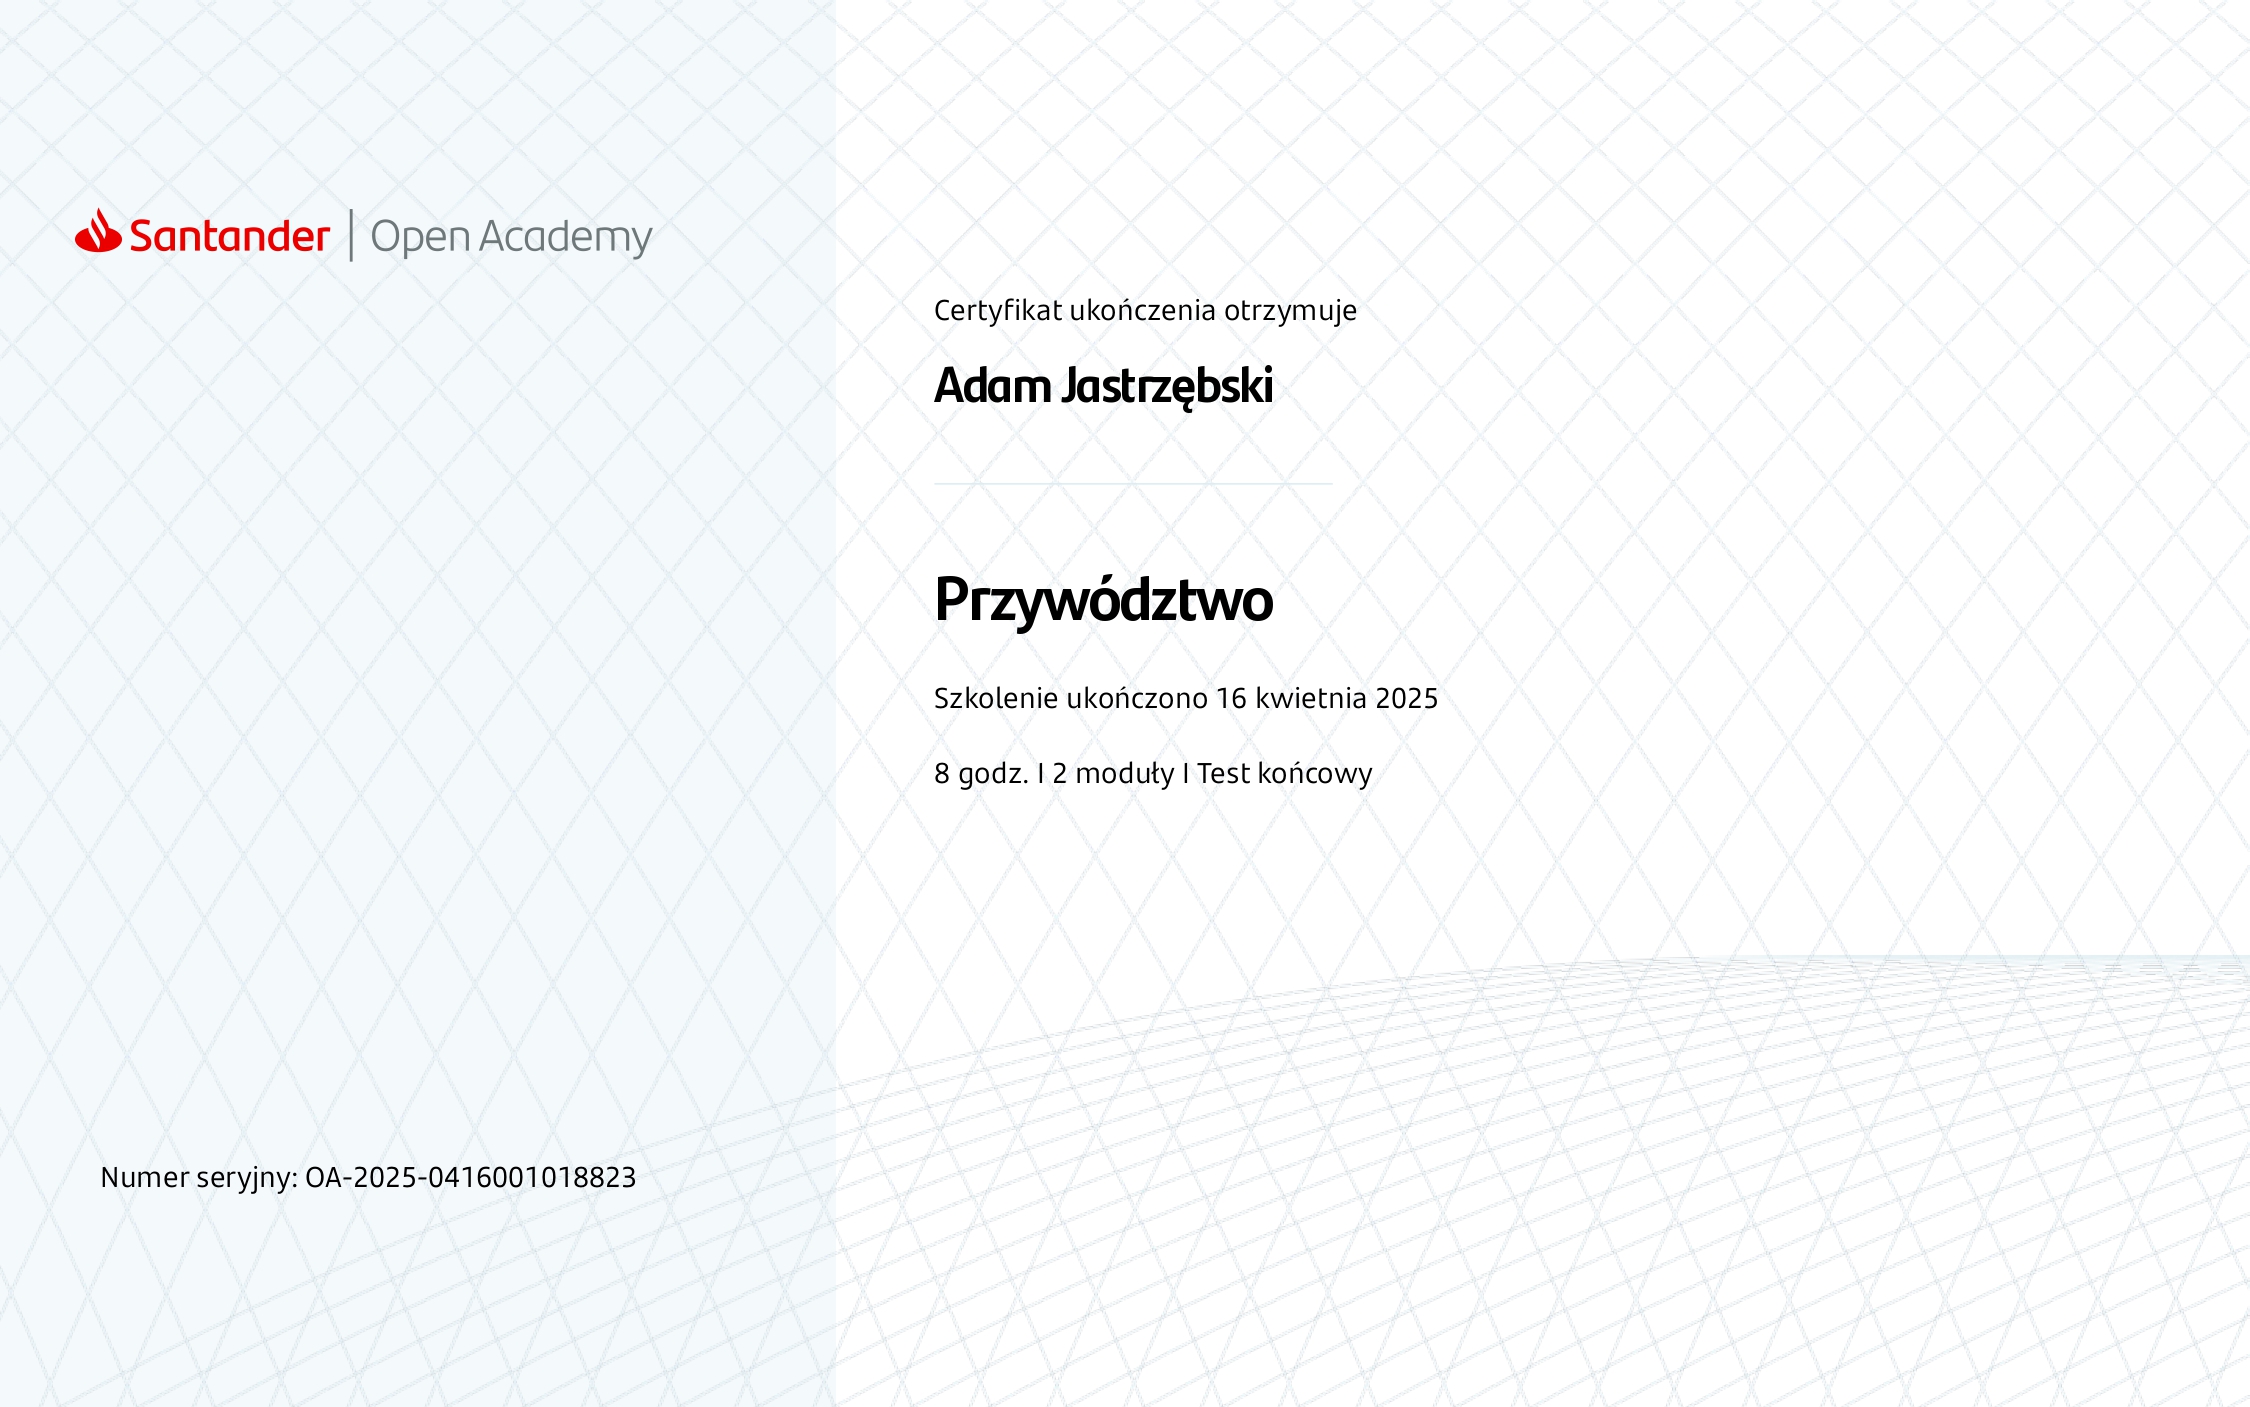 Santander | Open Academy
Certyfikat ukończenia otrzymuje
Adam Jastrzębski
Przywództwo
Szkolenie ukończono 16 kwietnia 2025
8 godz. I 2 moduły I Test końcowy
Numer seryjny: OA-2025-0416001018823